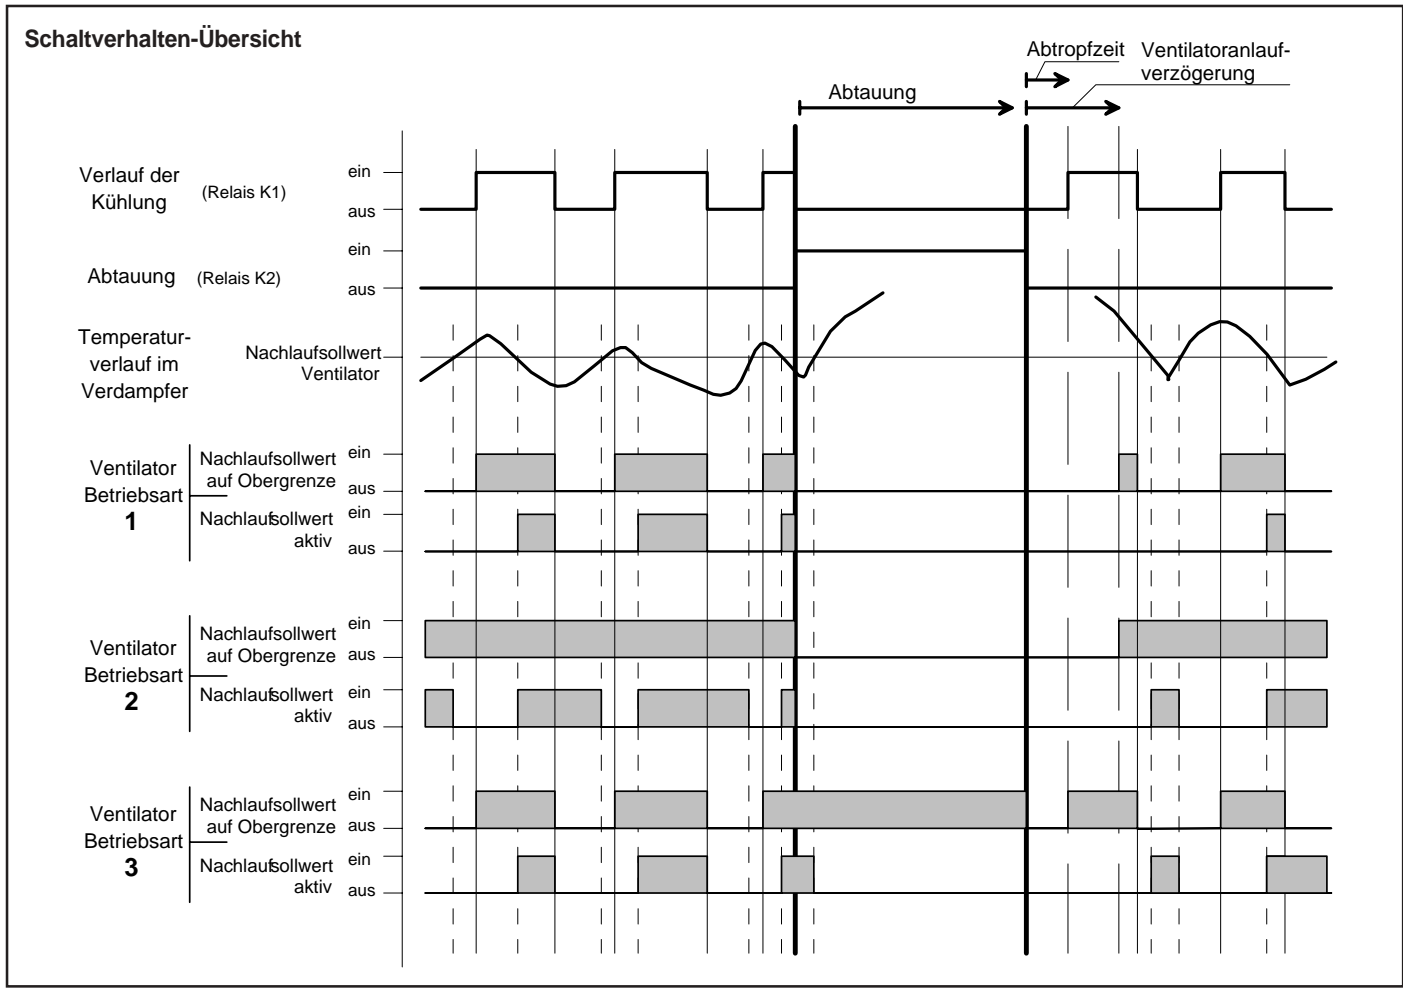 Schaltverhalten-Übersicht
Abtropfzeit
Ventilatoranlauf-
verzögerung
Abtauung
Verlauf der
Kühlung
(Relais K1)
ein
aus
Abtauung
(Relais K2)
ein
aus
Temperatur-
verlauf im
Verdampfer
Nachlaufsollwert
Ventilator
Ventilator
Betriebsart
1
Nachlaufsollwert
auf Obergrenze
ein
aus
Nachlaufsollwert
aktiv
ein
aus
Ventilator
Betriebsart
2
Nachlaufsollwert
auf Obergrenze
ein
aus
Nachlaufsollwert
aktiv
ein
aus
Ventilator
Betriebsart
3
Nachlaufsollwert
auf Obergrenze
ein
aus
Nachlaufsollwert
aktiv
ein
aus